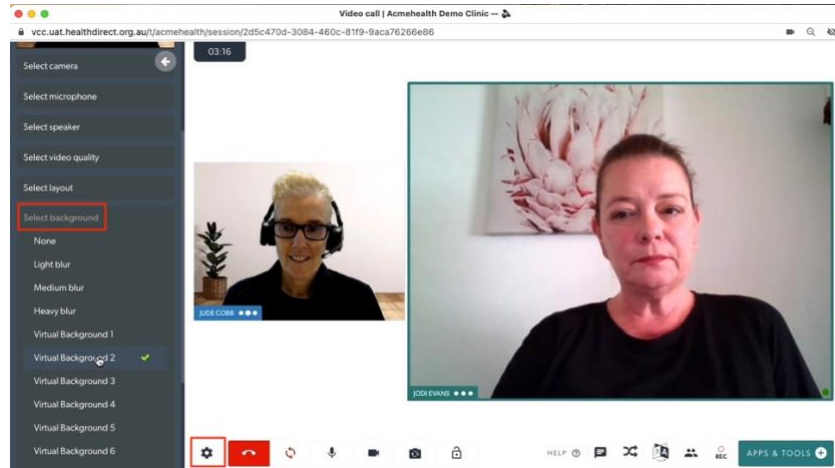 Video call | Acmehealth Demo Clinic —
vcc.uat.healthdirect.org.au/t/acmehealth/session/2d5c470d-3084-460c-81f9-9aca76266e86
03:16
Select camera
Select microphone
Select speaker
Select video quality
Select layout
Select background
None
Light blur
Medium blur
Heavy blur
Virtual Background 1
Virtual Background 2
Virtual Background 3
Virtual Background 4
Virtual Background 5
Virtual Background 6
JUDE COBB
JODI EVANS
HELP
REC
APPS & TOOLS